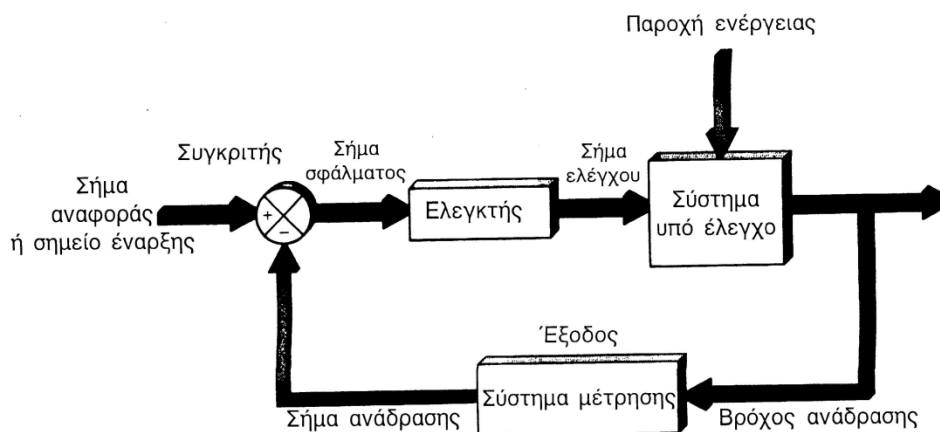 Παροχή ενέργειας
Συγκριτής
Σήμα
σφάλματος
Σήμα
ελέγχου
Σήμα
αναφοράς
ή σημείο έναρξης
+
−
Ελεγκτής
Σύστημα
υπό έλεγχο
Έξοδος
Σύστημα μέτρησης
Σήμα ανάδρασης
Βρόχος ανάδρασης